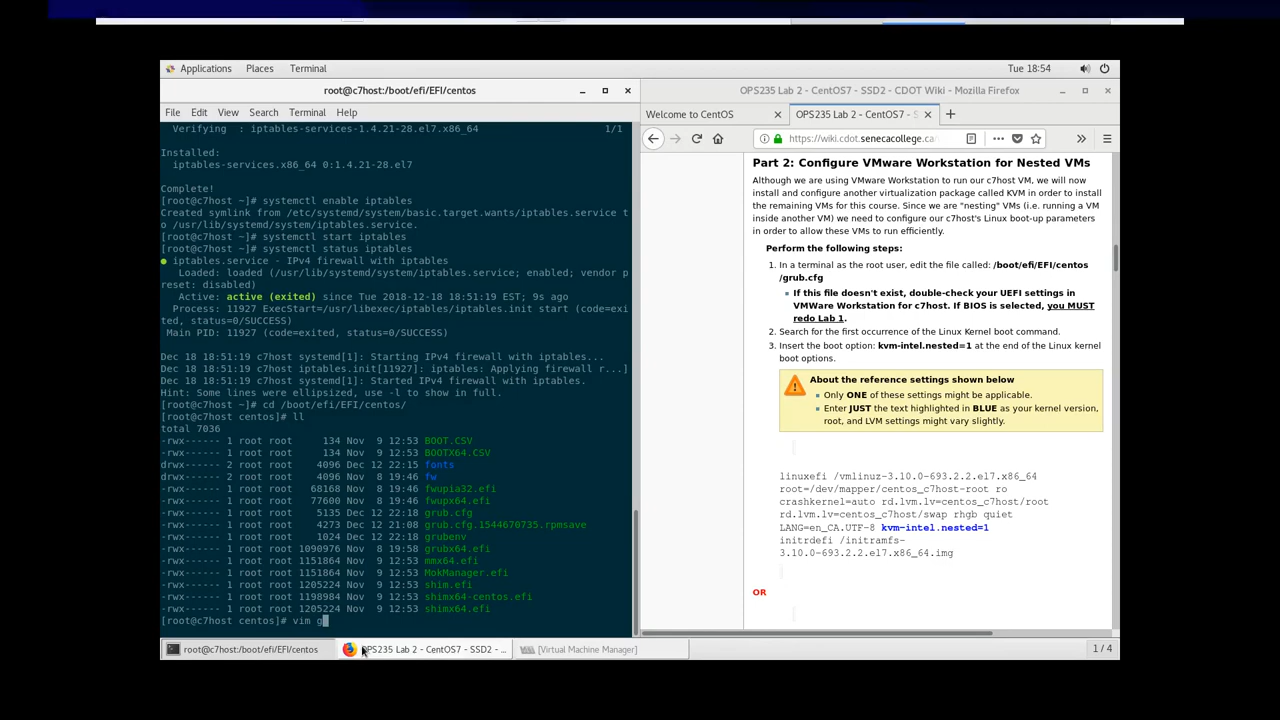 Applications Places Terminal Tue 18:54
root@c7host:/boot/efi/EFI/centos
File Edit View Search Terminal Help
Verifying  : iptables-services-1.4.21-28.el7.x86_64 1/1
Installed:
iptables-services.x86_64 0:1.4.21-28.el7
Complete!
[root@c7host ~]# systemctl enable iptables
Created symlink from /etc/systemd/system/basic.target.wants/iptables.service t
o /usr/lib/systemd/system/iptables.service.
[root@c7host ~]# systemctl start iptables
[root@c7host ~]# systemctl status iptables
● iptables.service - IPv4 firewall with iptables
Loaded: loaded (/usr/lib/systemd/system/iptables.service; enabled; vendor p
reset: disabled)
Active: active (exited) since Tue 2018-12-18 18:51:19 EST; 9s ago
Process: 11927 ExecStart=/usr/libexec/iptables/iptables.init start (code=exi
ted, status=0/SUCCESS)
Main PID: 11927 (code=exited, status=0/SUCCESS)
Dec 18 18:51:19 c7host systemd[1]: Starting IPv4 firewall with iptables...
Dec 18 18:51:19 c7host iptables.init[11927]: iptables: Applying firewall r...]
Dec 18 18:51:19 c7host systemd[1]: Started IPv4 firewall with iptables.
Hint: Some lines were ellipsized, use -l to show in full.
[root@c7host ~]# cd /boot/efi/EFI/centos/
[root@c7host centos]# ll
total 7036
-rwx------ 1 root root     134 Nov  9 12:53 BOOT.CSV
-rwx------ 1 root root     134 Nov  9 12:53 BOOTX64.CSV
drwx------ 2 root root    4096 Dec 12 22:15 fonts
drwx------ 2 root root    4096 Nov  8 19:46 fw
-rwx------ 1 root root   68168 Nov  8 19:46 fwupia32.efi
-rwx------ 1 root root   77600 Nov  8 19:46 fwupx64.efi
-rwx------ 1 root root    5135 Dec 12 22:18 grub.cfg
-rwx------ 1 root root    4273 Dec 12 21:08 grub.cfg.1544670735.rpmsave
-rwx------ 1 root root    1024 Dec 12 22:18 grubenv
-rwx------ 1 root root 1090976 Nov  8 19:58 grubx64.efi
-rwx------ 1 root root 1151864 Nov  9 12:53 mmx64.efi
-rwx------ 1 root root 1151864 Nov  9 12:53 MokManager.efi
-rwx------ 1 root root 1205224 Nov  9 12:53 shim.efi
-rwx------ 1 root root 1198984 Nov  9 12:53 shimx64-centos.efi
-rwx------ 1 root root 1205224 Nov  9 12:53 shimx64.efi
[root@c7host centos]# vim g
OPS235 Lab 2 - CentOS7 - SSD2 - CDOT Wiki - Mozilla Firefox
Welcome to CentOS
OPS235 Lab 2 - CentOS7 - S
https://wiki.cdot.senecacollege.ca
Part 2: Configure VMware Workstation for Nested VMs
Although we are using VMware Workstation to run our c7host VM, we will now
install and configure another virtualization package called KVM in order to install
the remaining VMs for this course. Since we are "nesting" VMs (i.e. running a VM
inside another VM) we need to configure our c7host's Linux boot-up parameters
in order to allow these VMs to run efficiently.
Perform the following steps:
1. In a terminal as the root user, edit the file called: /boot/efi/EFI/centos
/grub.cfg
If this file doesn't exist, double-check your UEFI settings in
VMware Workstation for c7host. If BIOS is selected, you MUST
redo Lab 1.
2. Search for the first occurrence of the Linux Kernel boot command.
3. Insert the boot option: kvm-intel.nested=1 at the end of the Linux kernel
boot options.
About the reference settings shown below
Only ONE of these settings might be applicable.
Enter JUST the text highlighted in BLUE as your kernel version,
root, and LVM settings might vary slightly.
linuxefi /vmlinuz-3.10.0-693.2.2.el7.x86_64
root=/dev/mapper/centos_c7host-root ro
crashkernel=auto rd.lvm.lv=centos_c7host/root
rd.lvm.lv=centos_c7host/swap rhgb quiet
LANG=en_CA.UTF-8 kvm-intel.nested=1
initrdefi /initramfs-
3.10.0-693.2.2.el7.x86_64.img
OR
root@c7host:/boot/efi/EFI/centos
OPS235 Lab 2 - CentOS7 - SSD2 - ...
[Virtual Machine Manager]
1 / 4